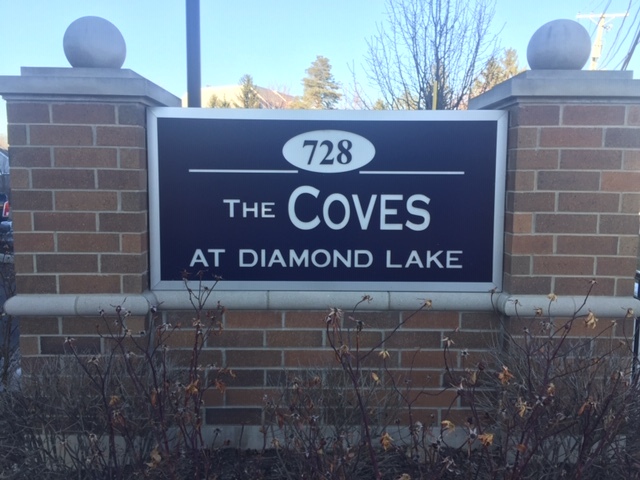 728
THE COVES
AT DIAMOND LAKE